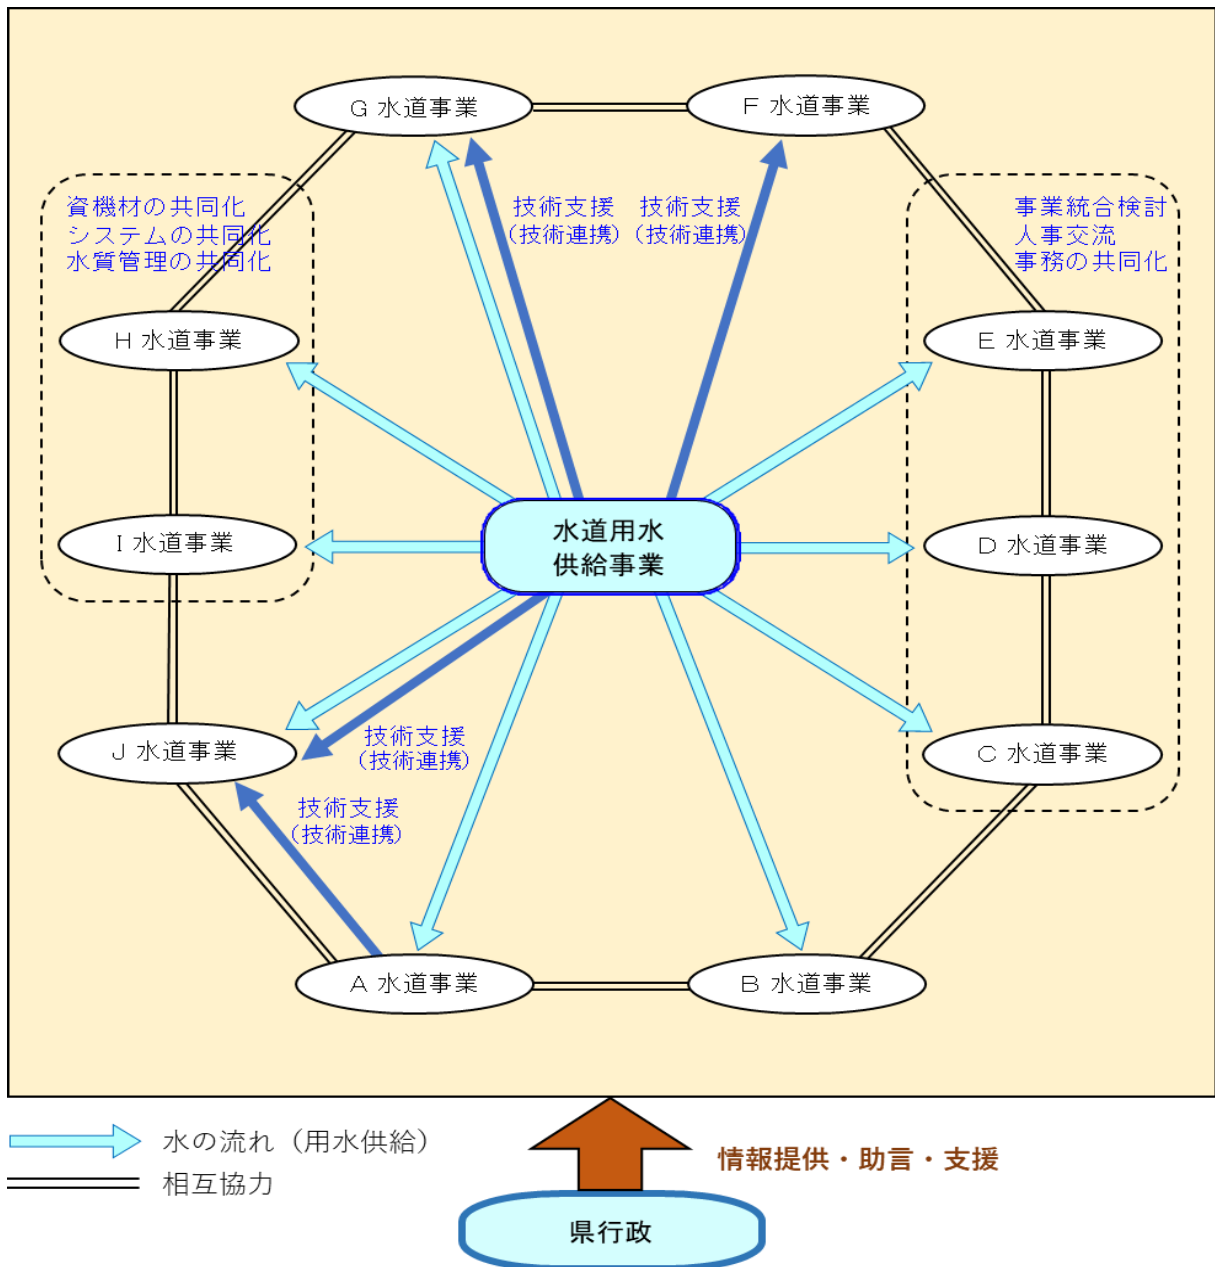 G 水道事業
F 水道事業
資機材の共同化
システムの共同化
水質管理の共同化
技術支援
(技術連携)
技術支援
(技術連携)
事業統合検討
人事交流
事務の共同化
H 水道事業
E 水道事業
水道用水
供給事業
I 水道事業
D 水道事業
J 水道事業
技術支援
(技術連携)
C 水道事業
技術支援
(技術連携)
A 水道事業
B 水道事業
水の流れ（用水供給）
相互協力
情報提供・助言・支援
県行政